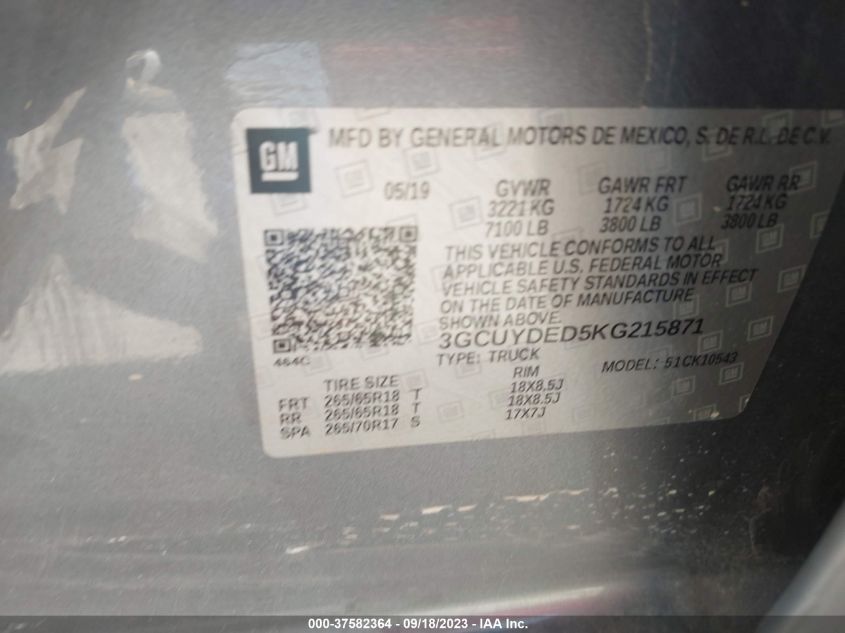 GM
MFD BY GENERAL MOTORS DE MEXICO, S. DE R.L. DE C.V.
05/19 GVWR GAWR FRT GAWR RR
3221 KG 1724 KG 1724 KG
7100 LB 3800 LB 3800 LB
THIS VEHICLE CONFORMS TO ALL
APPLICABLE U.S. FEDERAL MOTOR
VEHICLE SAFETY STANDARDS IN EFFECT
ON THE DATE OF MANUFACTURE
SHOWN ABOVE.
3GCUYDED5KG215871
464C
TYPE: TRUCK MODEL: 51CK10543
TIRE SIZE RIM
FRT 265/65R18 T 18X8.5J
RR 265/65R18 T 18X8.5J
SPA 265/70R17 S 17X7J
000-37582364 - 09/18/2023 - IAA Inc.